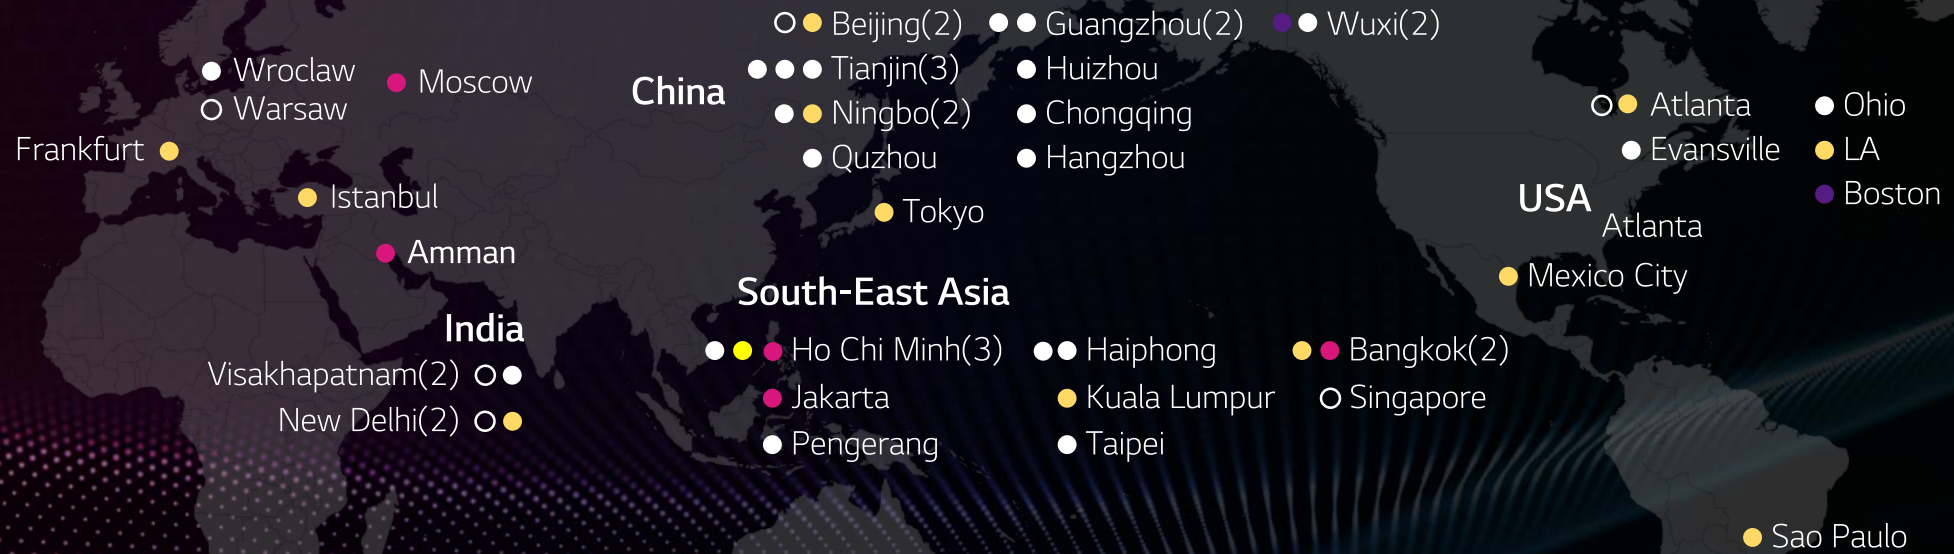 Wroclaw
Warsaw
Moscow
Frankfurt
Istanbul
Amman
India
Visakhapatnam(2)
New Delhi(2)
China
Beijing(2)
Guangzhou(2)
Wuxi(2)
Tianjin(3)
Huizhou
Ningbo(2)
Chongqing
Quzhou
Hangzhou
Tokyo
South-East Asia
Ho Chi Minh(3)
Haiphong
Bangkok(2)
Jakarta
Kuala Lumpur
Singapore
Pengerang
Taipei
USA
Atlanta
Ohio
Evansville
LA
Boston
Atlanta
Mexico City
Sao Paulo